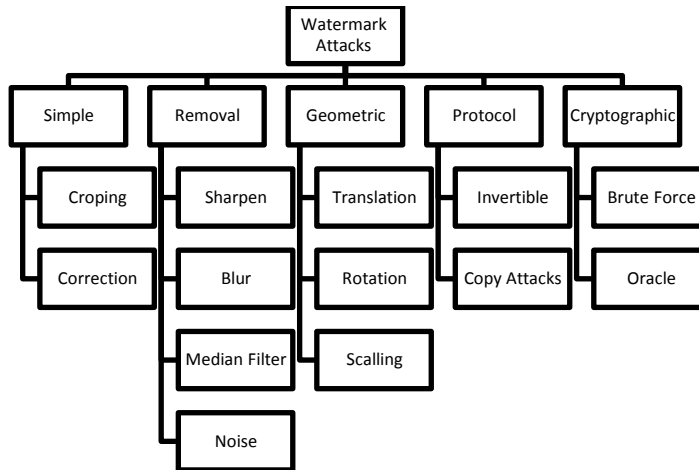 Watermark
Attacks
Simple
Removal
Geometric
Protocol
Cryptographic
Croping
Sharpen
Translation
Invertible
Brute Force
Correction
Blur
Rotation
Copy Attacks
Oracle
Median Filter
Scalling
Noise